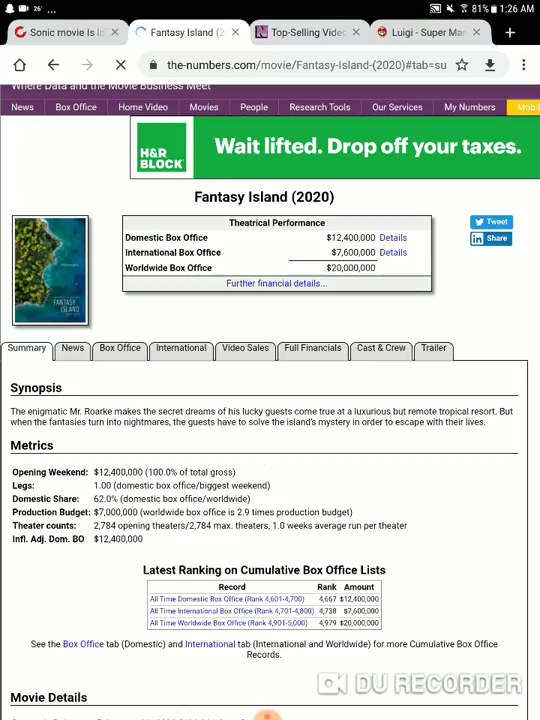 26° 81% 1:26 AM
Sonic movie Is lo
Fantasy Island (2
Top-Selling Video
Luigi - Super Mar
the-numbers.com/movie/Fantasy-Island-(2020)#tab=su
Where Data and the Movie Business Meet
News Box Office Home Video Movies People Research Tools Our Services My Numbers Mobil
H&R BLOCK
Wait lifted. Drop off your taxes.
Fantasy Island (2020)
Theatrical Performance
Domestic Box Office $12,400,000 Details
International Box Office $7,600,000 Details
Worldwide Box Office $20,000,000
Further financial details...
Tweet
in Share
FANTASY
ISLAND
Summary News Box Office International Video Sales Full Financials Cast & Crew Trailer
Synopsis
The enigmatic Mr. Roarke makes the secret dreams of his lucky guests come true at a luxurious but remote tropical resort. But
when the fantasies turn into nightmares, the guests have to solve the island's mystery in order to escape with their lives.
Metrics
Opening Weekend: $12,400,000 (100.0% of total gross)
Legs: 1.00 (domestic box office/biggest weekend)
Domestic Share: 62.0% (domestic box office/worldwide)
Production Budget: $7,000,000 (worldwide box office is 2.9 times production budget)
Theater counts: 2,784 opening theaters/2,784 max. theaters, 1.0 weeks average run per theater
Infl. Adj. Dom. BO $12,400,000
Latest Ranking on Cumulative Box Office Lists
Record Rank Amount
All Time Domestic Box Office (Rank 4,601-4,700) 4,667 $12,400,000
All Time International Box Office (Rank 4,701-4,800) 4,738 $7,600,000
All Time Worldwide Box Office (Rank 4,901-5,000) 4,979 $20,000,000
See the Box Office tab (Domestic) and International tab (International and Worldwide) for more Cumulative Box Office
Records.
DU RECORDER
Movie Details